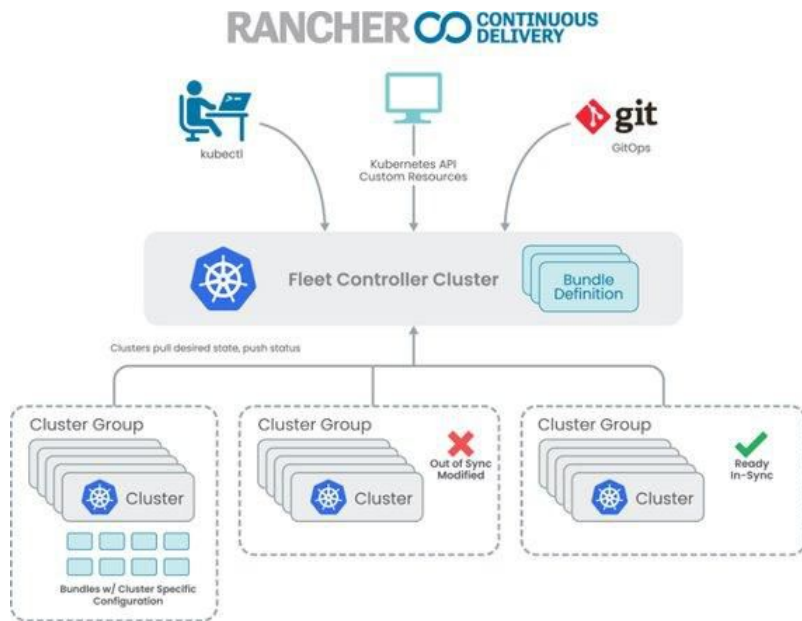 RANCHER CONTINUOUS
DELIVERY
kubectl
Kubernetes API
Custom Resources
git
GitOps
Fleet Controller Cluster
Bundle
Definition
Clusters pull desired state, push status
Cluster Group
Cluster
Bundles w/ Cluster Specific
Configuration
Cluster Group
Out of Sync
Modified
Cluster
Cluster Group
Ready
In-Sync
Cluster